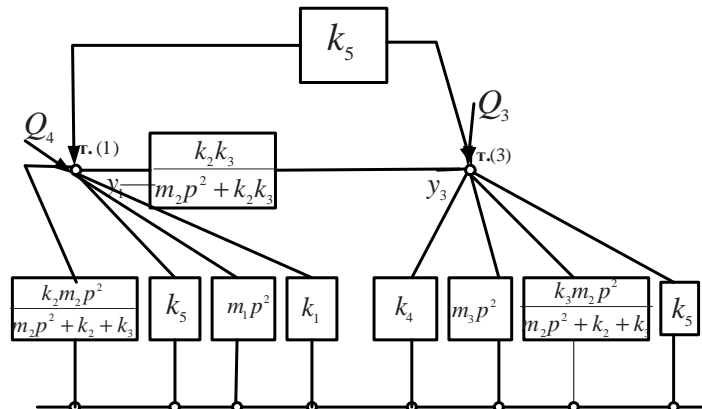 k₅
Q₄
Q₃
т.(1)
k₂k₃
m₂p² + k₂k₃
т.(3)
y₁
y₃
k₂m₂p²
m₂p² + k₂ + k₃
k₅
m₁p²
k₁
k₄
m₃p²
k₃m₂p²
m₂p² + k₂ + k₃
k₅